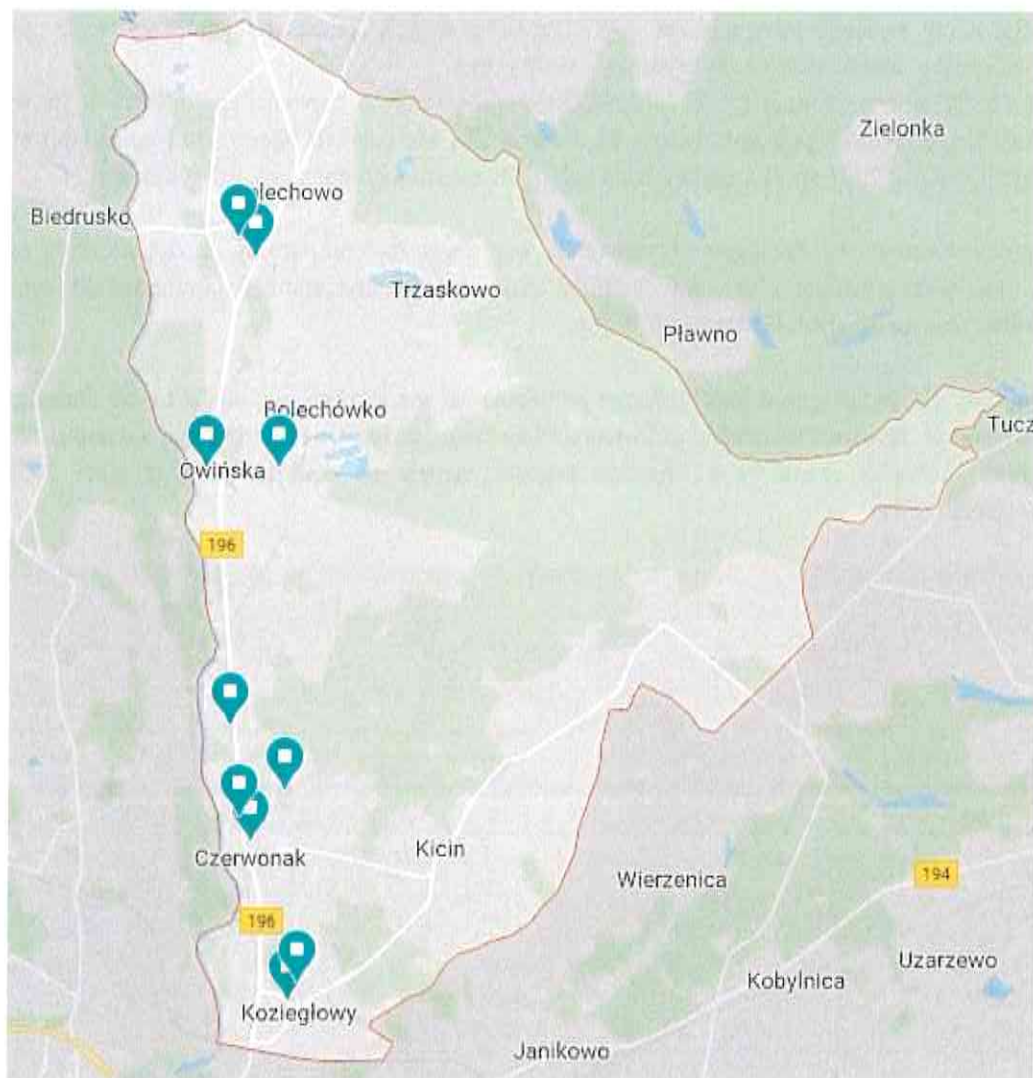 Zielonka
Biedrusko
Trzaskowo
Pławno
Bolechówko
Tucz
Owińska
196
Kicin
Czerwonak
Wierzenica
194
196
Uzarzewo
Kobylnica
Koziegłowy
Janikowo